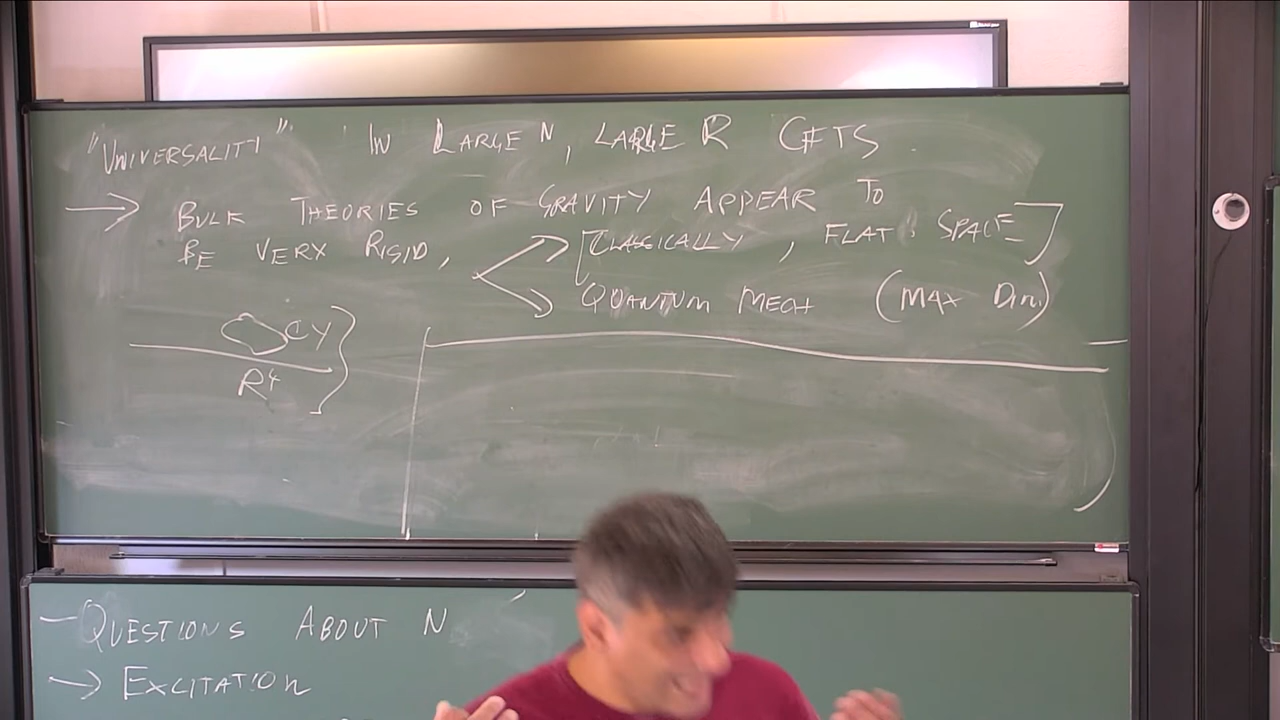 "UNIVERSALITY" IN LARGE N, LARGE R CFTS.
→ BULK THEORIES OF GRAVITY APPEAR TO
BE VERY RIGID, [CLASSICALLY, FLAT SPACE]
QUANTUM MECH (MAX DIM)
CY
R⁴
- QUESTIONS ABOUT N
→ EXCITATION